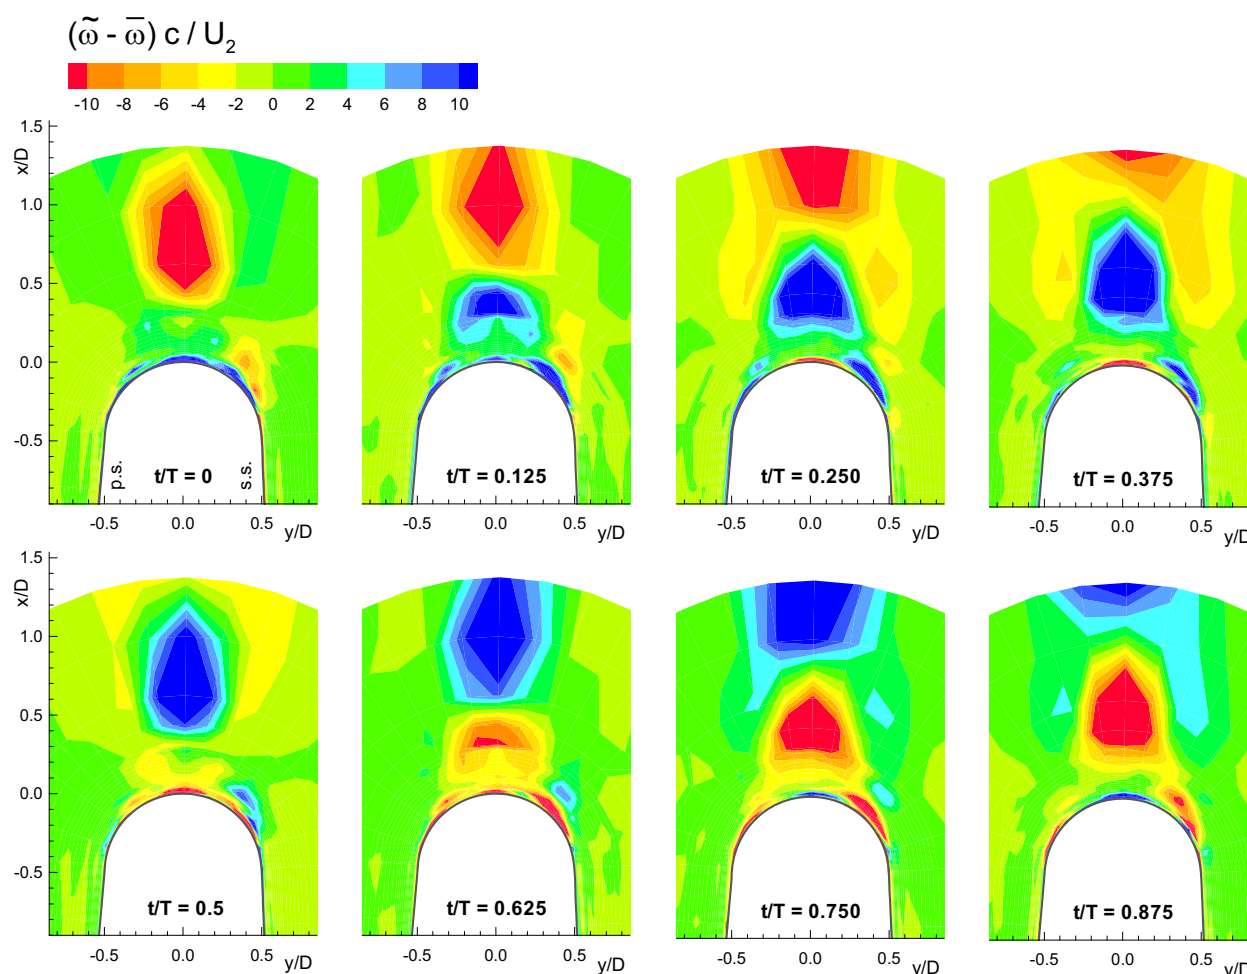 (ω̃ - ω̄) c / U₂
-10 -8 -6 -4 -2 0 2 4 6 8 10
1.5
x/D
1.0
0.5
0.0
-0.5
p.s.
t/T = 0
s.s.
t/T = 0.125
t/T = 0.250
t/T = 0.375
-0.5 0.0 0.5
y/D
-0.5 0.0 0.5
y/D
-0.5 0.0 0.5
y/D
-0.5 0.0 0.5
y/D
1.5
x/D
1.0
0.5
0.0
-0.5
t/T = 0.5
t/T = 0.625
t/T = 0.750
t/T = 0.875
-0.5 0.0 0.5
y/D
-0.5 0.0 0.5
y/D
-0.5 0.0 0.5
y/D
-0.5 0.0 0.5
y/D